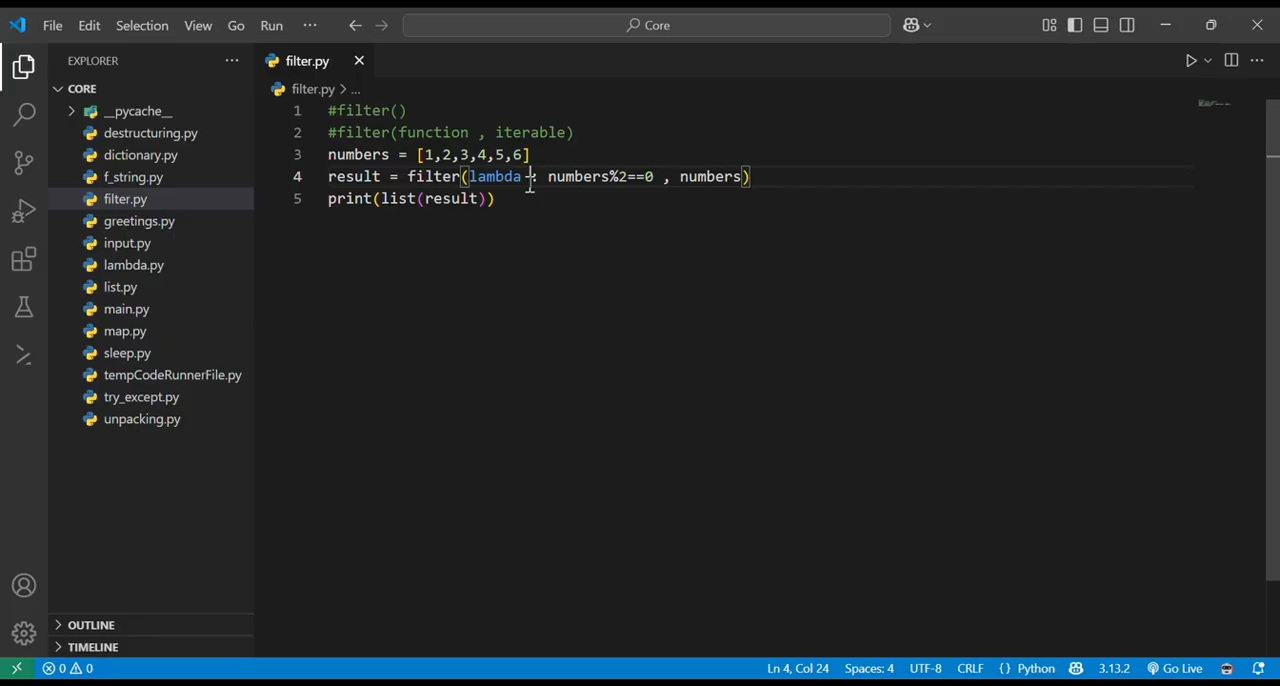 File Edit Selection View Go Run ··· Core
EXPLORER ···
filter.py
CORE
filter.py > ...
__pycache__
destructuring.py
dictionary.py
f_string.py
filter.py
greetings.py
input.py
lambda.py
list.py
main.py
map.py
sleep.py
tempCodeRunnerFile.py
try_except.py
unpacking.py
OUTLINE
TIMELINE
1 #filter()
2 #filter(function , iterable)
3 numbers = [1,2,3,4,5,6]
4 result = filter(lambda : numbers%2==0 , numbers)
5 print(list(result))
0 0 Ln 4, Col 24 Spaces: 4 UTF-8 CRLF {} Python 3.13.2 Go Live